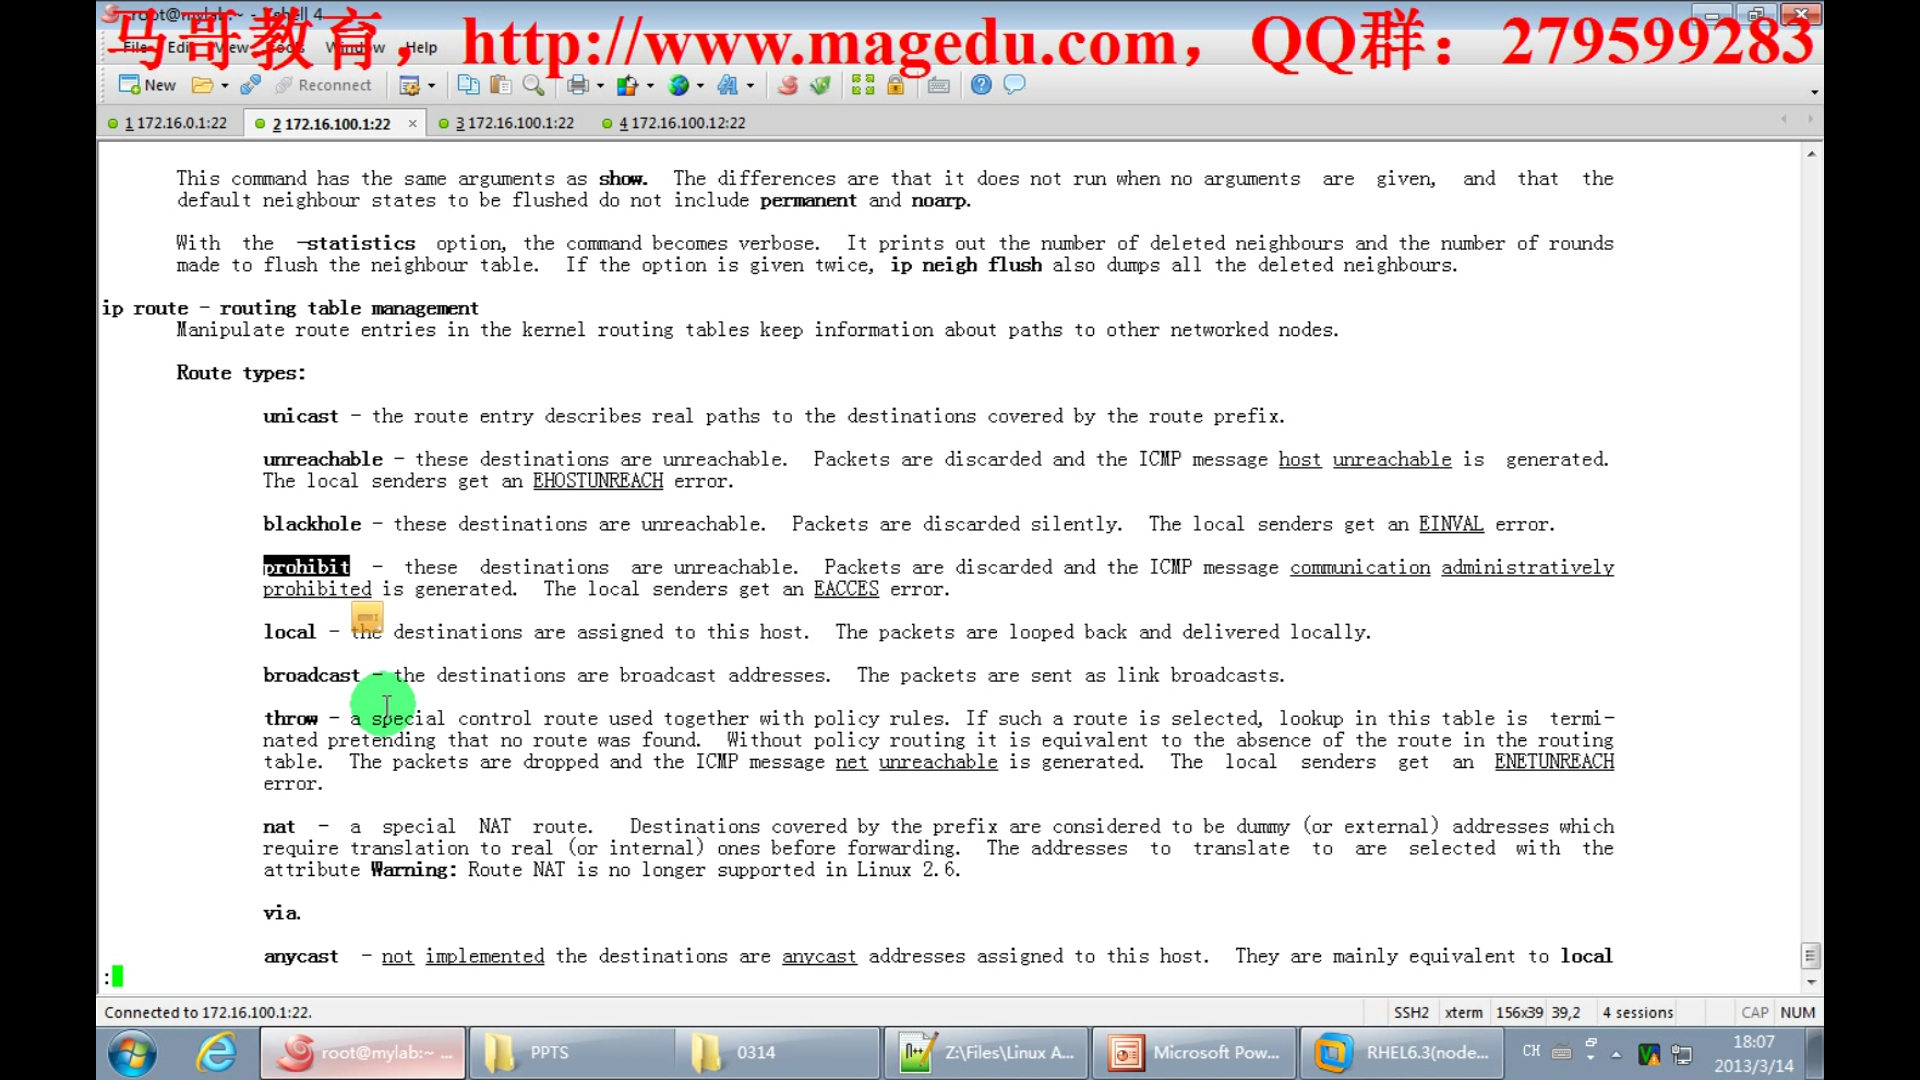 root@mylab:~ - Xshell 4
马哥教育，http://www.magedu.com，QQ群：279599283
File Edit View Tools Window Help
New Reconnect
1 172.16.0.1:22 2 172.16.100.1:22 3 172.16.100.1:22 4 172.16.100.12:22
This command has the same arguments as show. The differences are that it does not run when no arguments are given, and that the
default neighbour states to be flushed do not include permanent and noarp.
With the -statistics option, the command becomes verbose. It prints out the number of deleted neighbours and the number of rounds
made to flush the neighbour table. If the option is given twice, ip neigh flush also dumps all the deleted neighbours.
ip route - routing table management
Manipulate route entries in the kernel routing tables keep information about paths to other networked nodes.
Route types:
unicast - the route entry describes real paths to the destinations covered by the route prefix.
unreachable - these destinations are unreachable. Packets are discarded and the ICMP message host unreachable is generated.
The local senders get an EHOSTUNREACH error.
blackhole - these destinations are unreachable. Packets are discarded silently. The local senders get an EINVAL error.
prohibit - these destinations are unreachable. Packets are discarded and the ICMP message communication administratively
prohibited is generated. The local senders get an EACCES error.
local - the destinations are assigned to this host. The packets are looped back and delivered locally.
broadcast - the destinations are broadcast addresses. The packets are sent as link broadcasts.
throw - a special control route used together with policy rules. If such a route is selected, lookup in this table is termi-
nated pretending that no route was found. Without policy routing it is equivalent to the absence of the route in the routing
table. The packets are dropped and the ICMP message net unreachable is generated. The local senders get an ENETUNREACH
error.
nat - a special NAT route. Destinations covered by the prefix are considered to be dummy (or external) addresses which
require translation to real (or internal) ones before forwarding. The addresses to translate to are selected with the
attribute Warning: Route NAT is no longer supported in Linux 2.6.
via.
anycast - not implemented the destinations are anycast addresses assigned to this host. They are mainly equivalent to local
:
Connected to 172.16.100.1:22. SSH2 xterm 156x39 39,2 4 sessions CAP NUM
root@mylab:~ ... PPTS 0314 Z:\Files\Linux A... Microsoft Pow... RHEL6.3(node... CH 18:07
2013/3/14